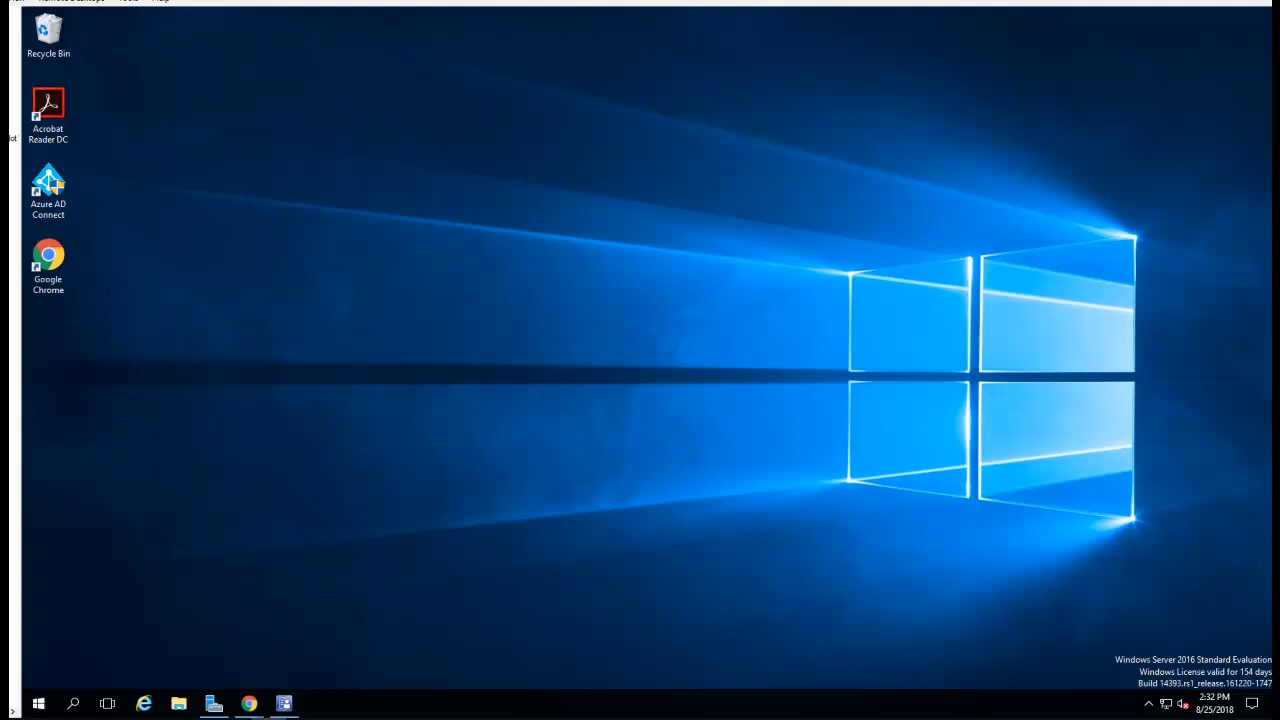 Recycle Bin
Acrobat
Reader DC
Azure AD
Connect
Google
Chrome
Windows Server 2016 Standard Evaluation
Windows License valid for 154 days
Build 14393.rs1_release.161220-1747
2:32 PM
8/25/2018